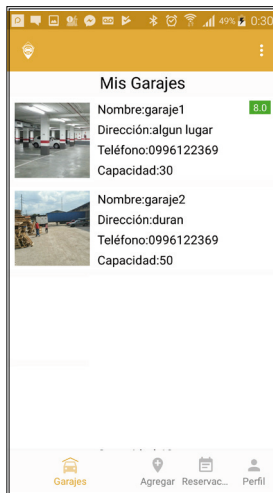 49% 0:30
Mis Garajes
Nombre:garaje1
8.0
Dirección:algun lugar
Teléfono:0996122369
Capacidad:30
Nombre:garaje2
Dirección:duran
Teléfono:0996122369
Capacidad:50
Garajes Agregar Reservac... Perfil